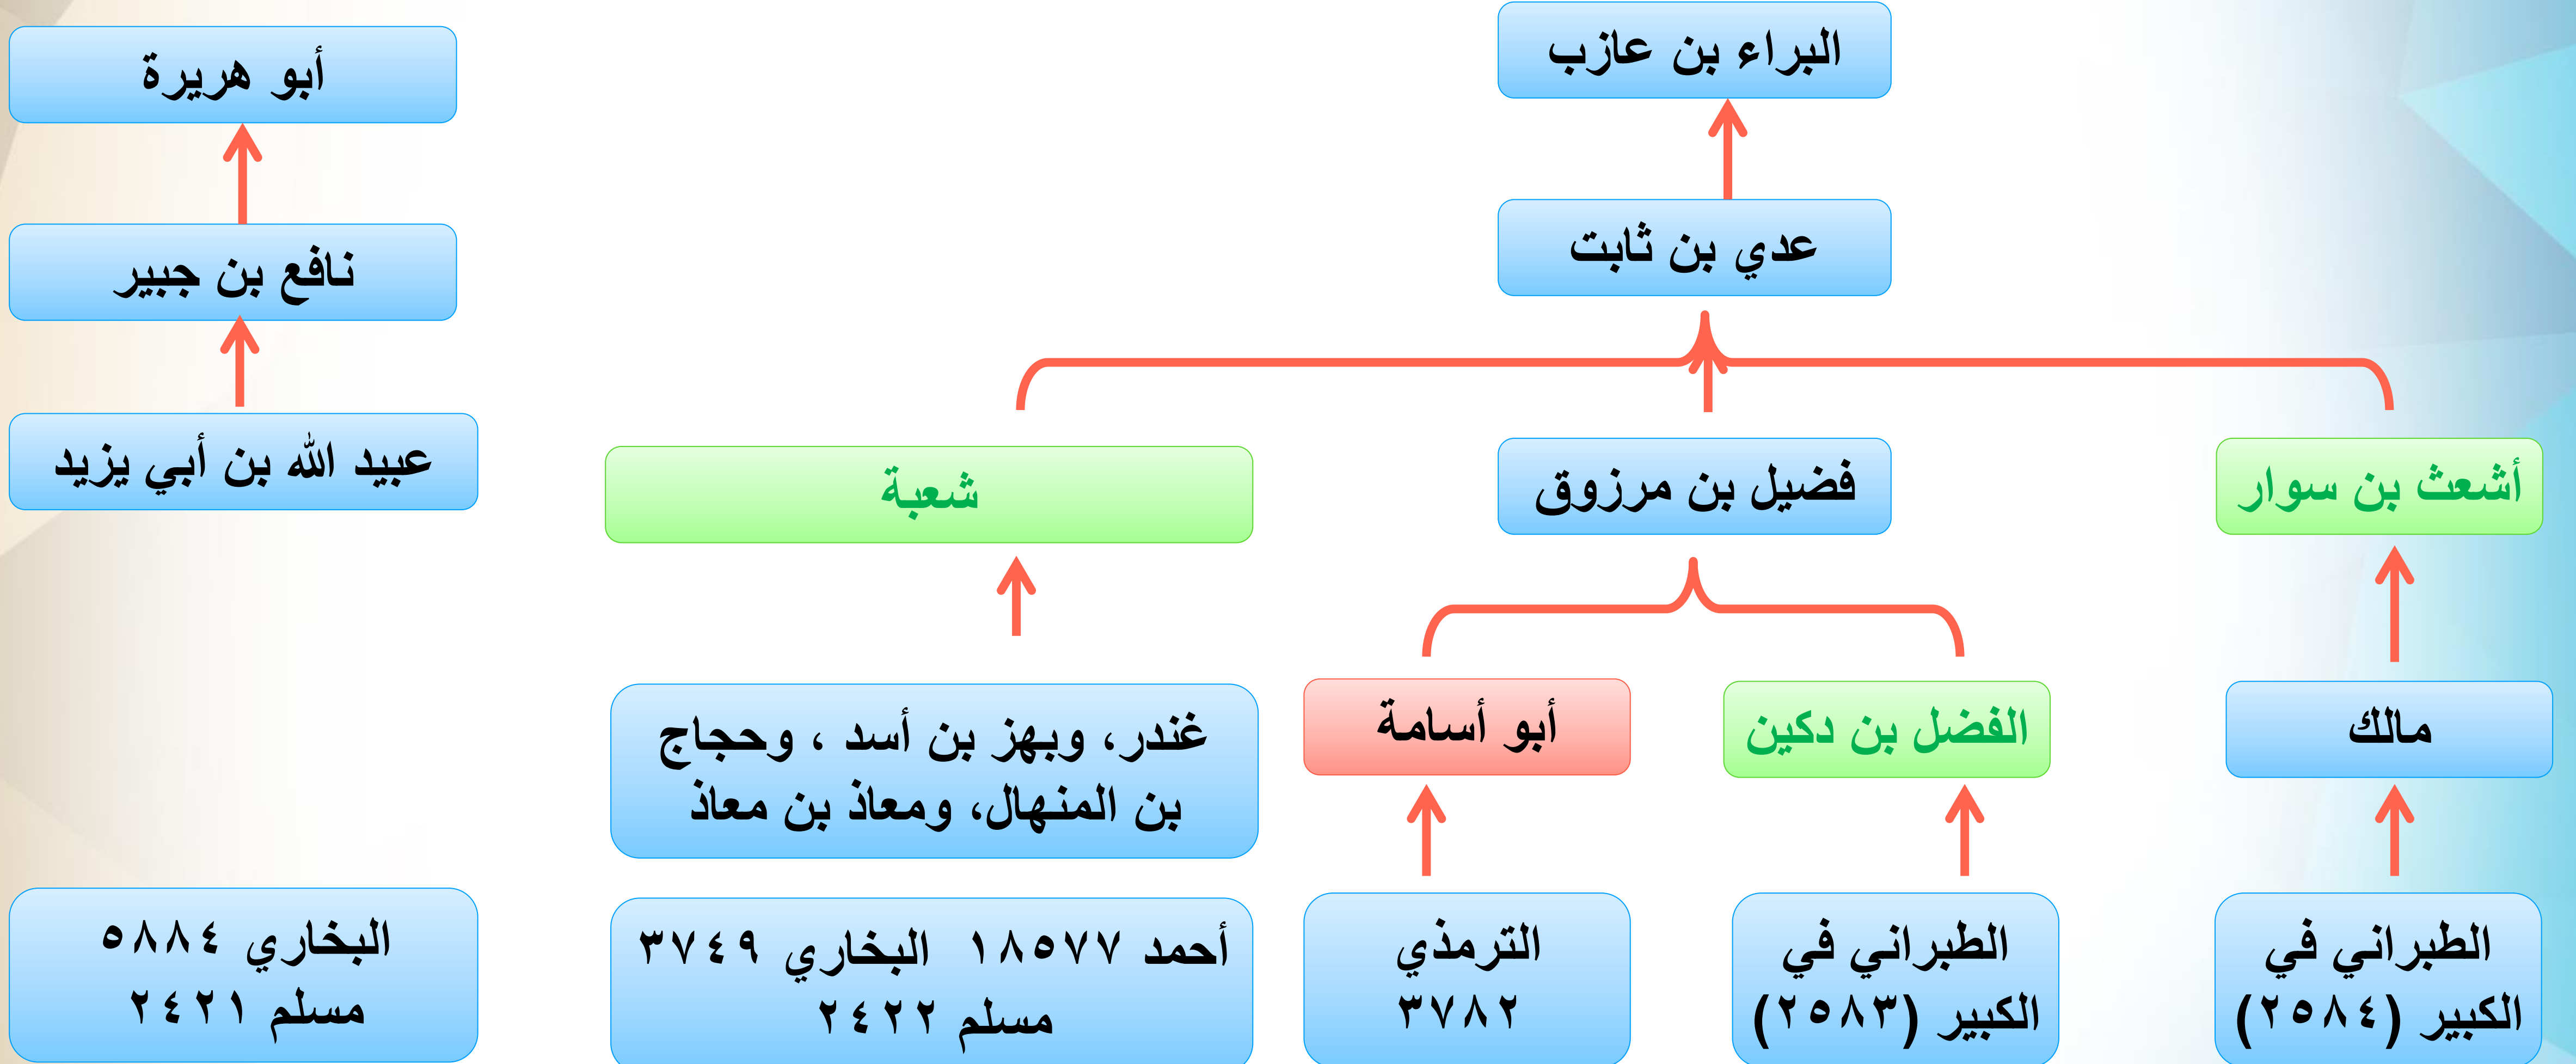 البراء بن عازب
أبو هريرة
عدي بن ثابت
نافع بن جبير
أشعث بن سوار
فضيل بن مرزوق
شعبة
عبيد الله بن أبي يزيد
مالك
الفضل بن دكين
أبو أسامة
غندر، وبهز بن أسد ، وحجاج
بن المنهال، ومعاذ بن معاذ
الطبراني في
الكبير (٢٥٨٤)
الطبراني في
الكبير (٢٥٨٣)
الترمذي
٣٧٨٢
أحمد ١٨٥٧٧ البخاري ٣٧٤٩
مسلم ٢٤٢٢
البخاري ٥٨٨٤
مسلم ٢٤٢١